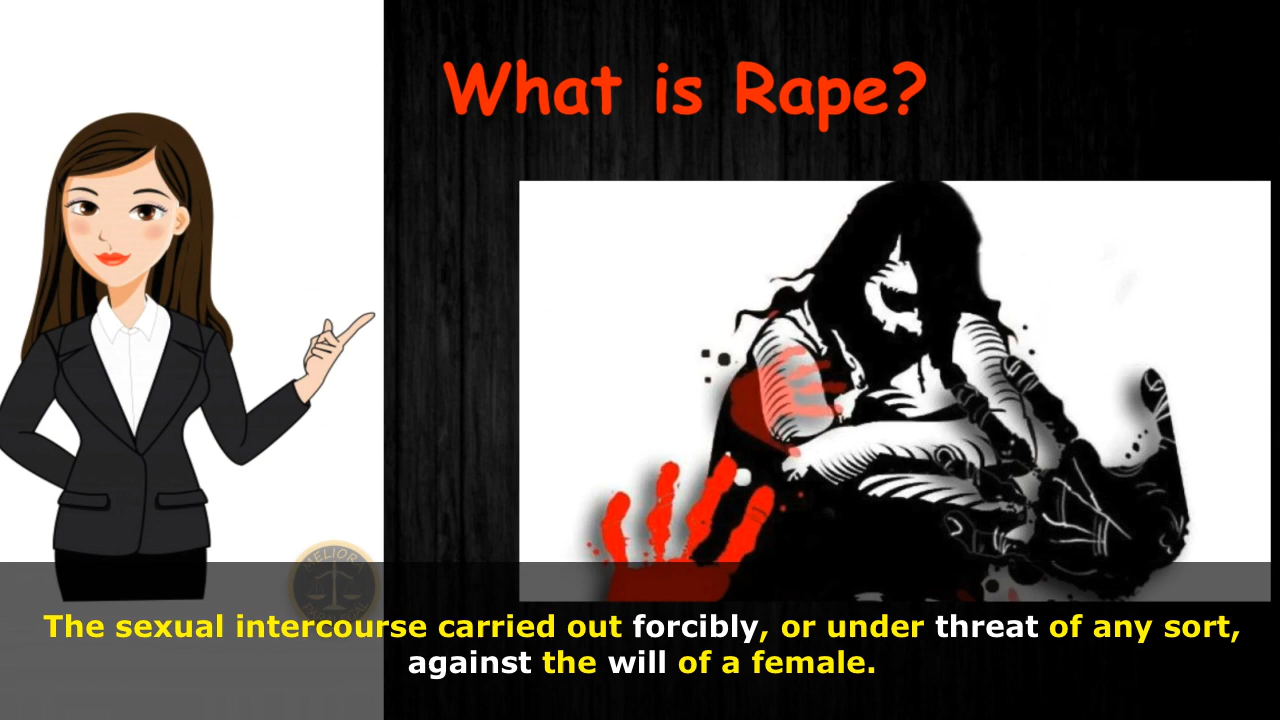 What is Rape?
The sexual intercourse carried out forcibly, or under threat of any sort,
against the will of a female.